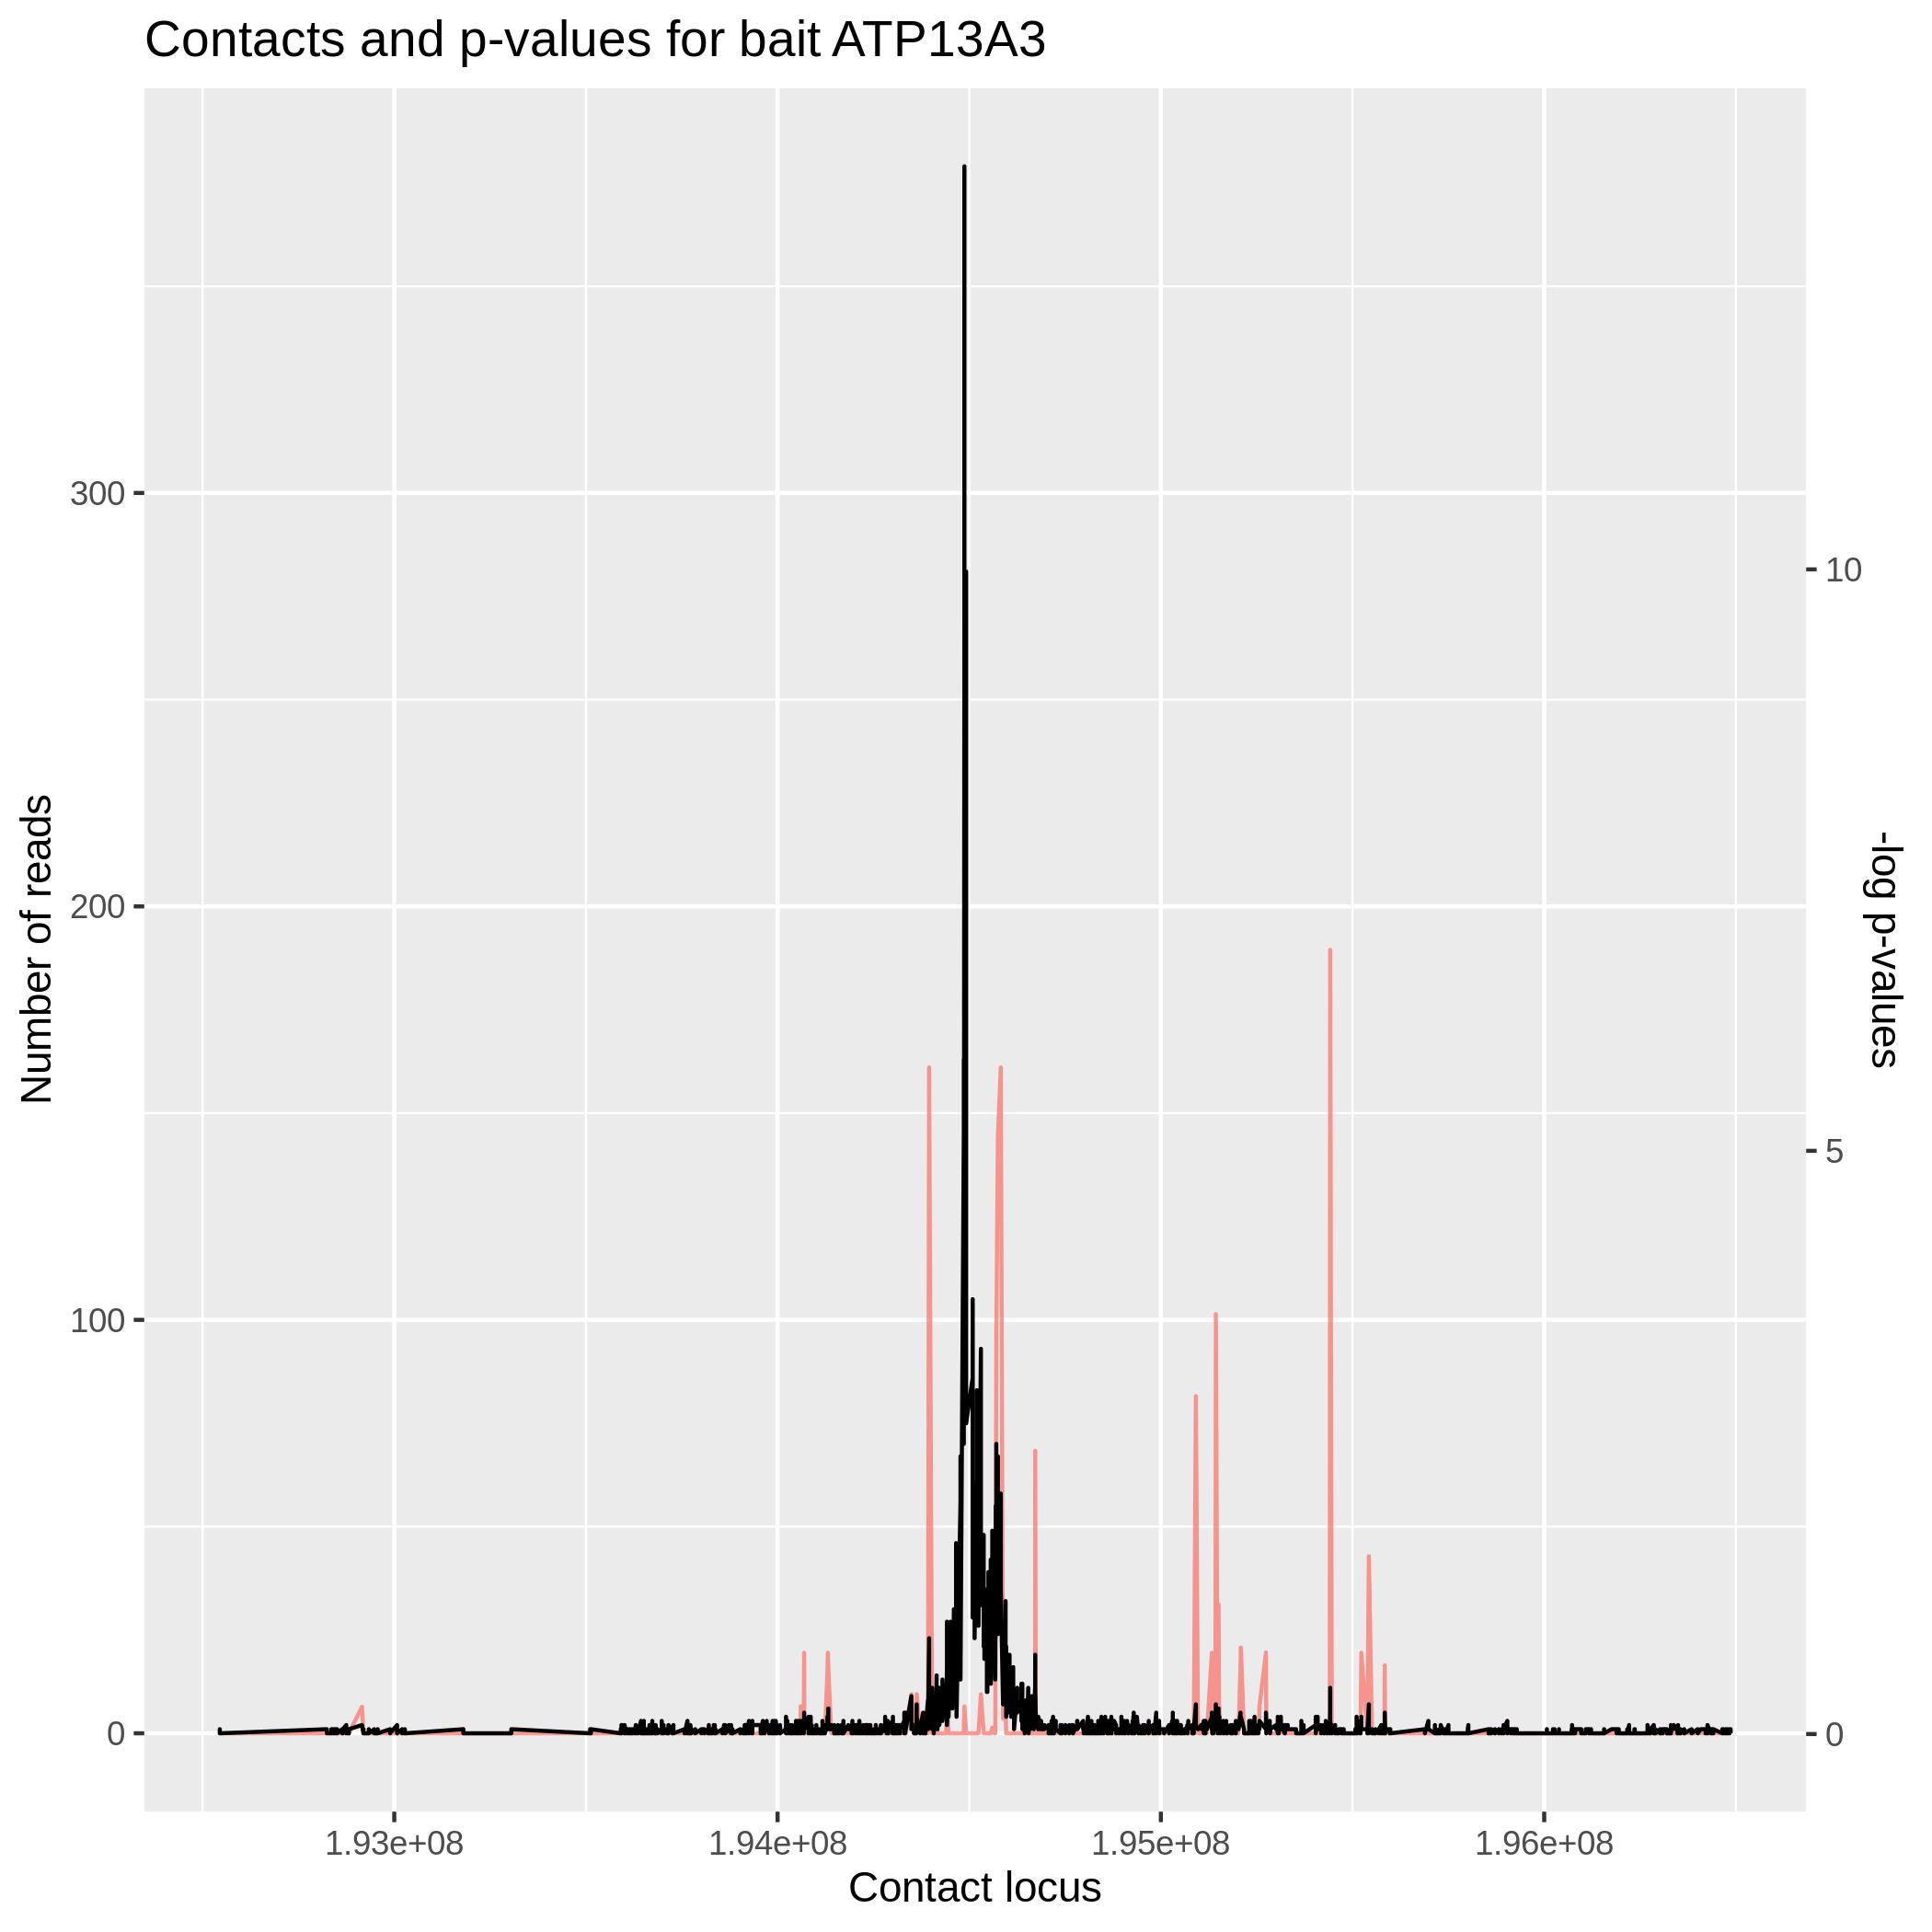 Contacts and p-values for bait ATP13A3
Number of reads
300
200
100
0
10
5
0
-log p-values
1.93e+08
1.94e+08
1.95e+08
1.96e+08
Contact locus